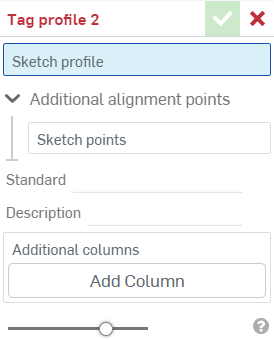 Tag profile 2
Sketch profile
Additional alignment points
Sketch points
Standard
Description
Additional columns
Add Column
?